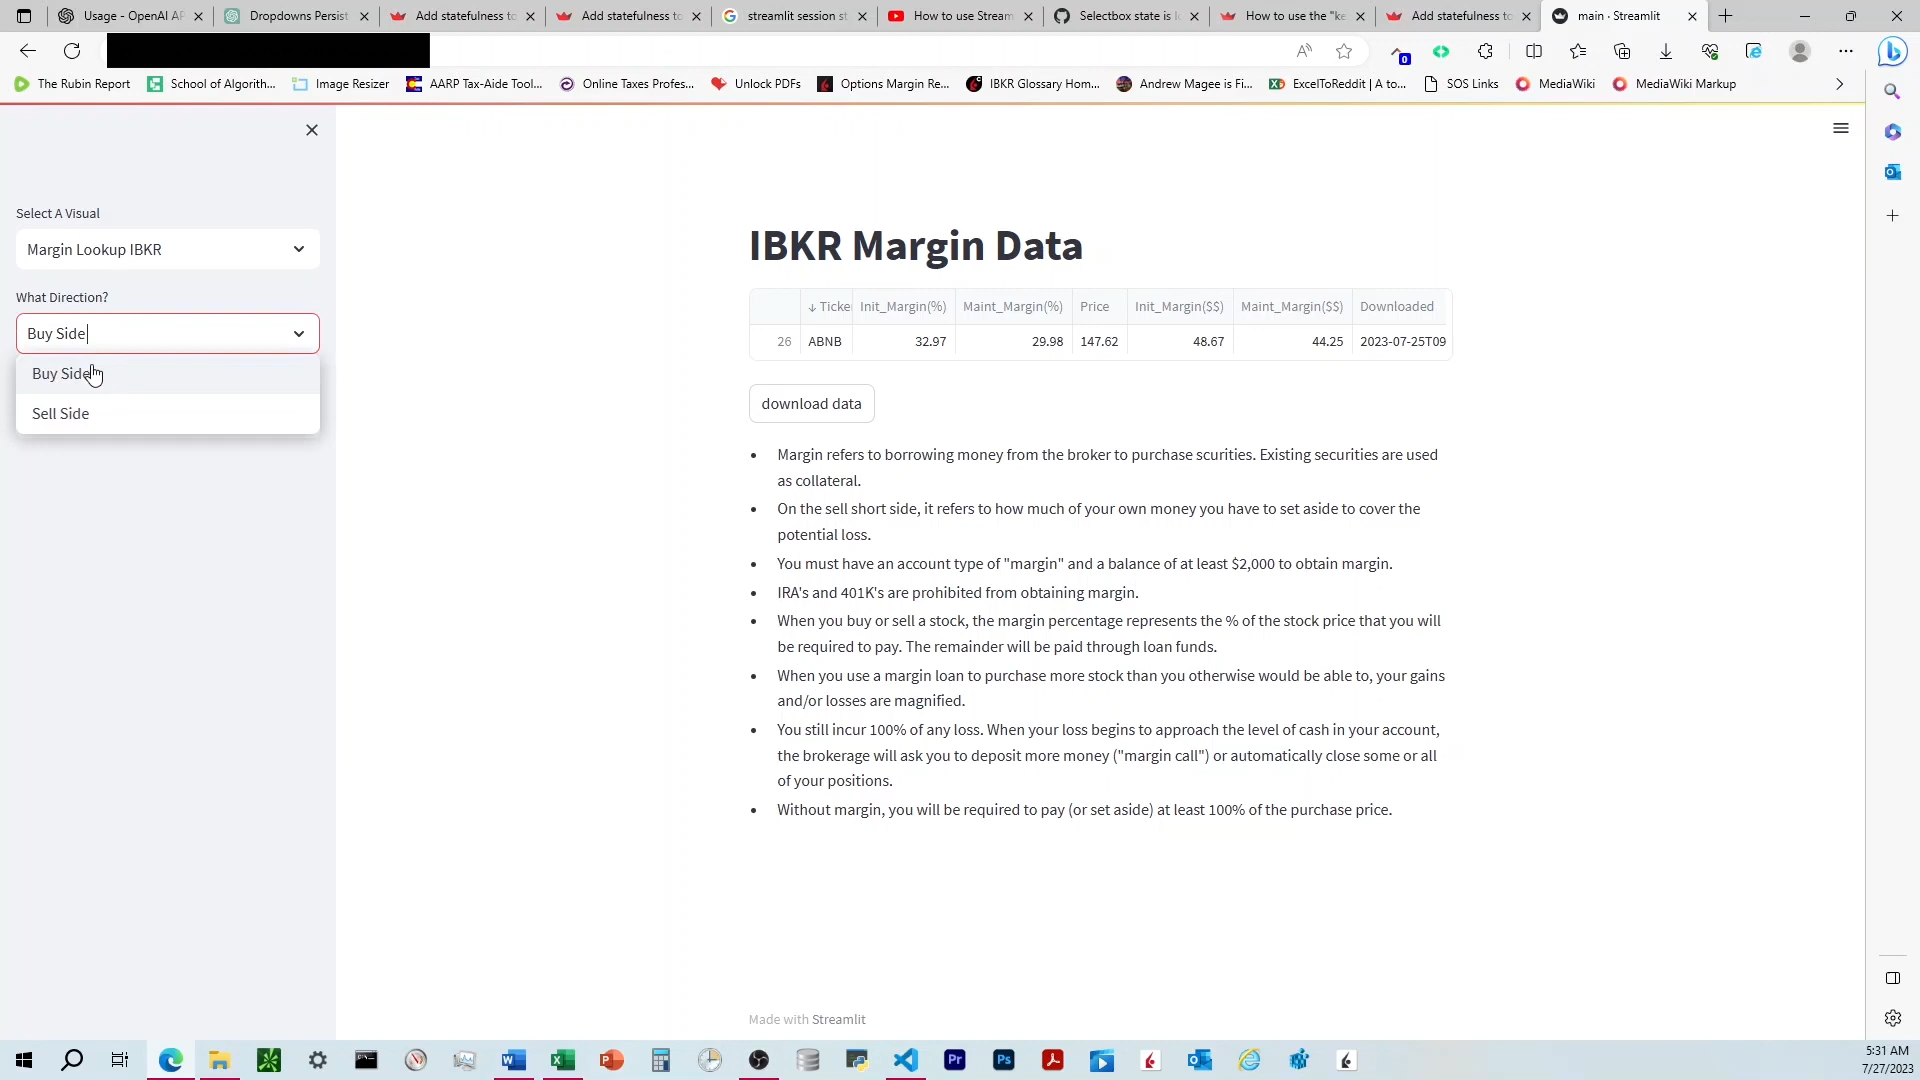 Usage - OpenAI AP
Dropdowns Persist
Add statefulness to
Add statefulness to
streamlit session st
How to use Stream
Selectbox state is l
How to use the "ke
Add statefulness to
main · Streamlit
0
The Rubin Report
School of Algorith...
Image Resizer
AARP Tax-Aide Tool...
Online Taxes Profes...
Unlock PDFs
Options Margin Re...
IBKR Glossary Hom...
Andrew Magee is Fi...
ExcelToReddit | A to...
SOS Links
MediaWiki
MediaWiki Markup
Select A Visual
Margin Lookup IBKR
What Direction?
Buy Side
Buy Side
Sell Side
IBKR Margin Data
↓ Ticke Init_Margin(%) Maint_Margin(%) Price Init_Margin($$) Maint_Margin($$) Downloaded
26 ABNB 32.97 29.98 147.62 48.67 44.25 2023-07-25T09
download data
• Margin refers to borrowing money from the broker to purchase scurities. Existing securities are used
as collateral.
• On the sell short side, it refers to how much of your own money you have to set aside to cover the
potential loss.
• You must have an account type of "margin" and a balance of at least $2,000 to obtain margin.
• IRA's and 401K's are prohibited from obtaining margin.
• When you buy or sell a stock, the margin percentage represents the % of the stock price that you will
be required to pay. The remainder will be paid through loan funds.
• When you use a margin loan to purchase more stock than you otherwise would be able to, your gains
and/or losses are magnified.
• You still incur 100% of any loss. When your loss begins to approach the level of cash in your account,
the brokerage will ask you to deposit more money ("margin call") or automatically close some or all
of your positions.
• Without margin, you will be required to pay (or set aside) at least 100% of the purchase price.
Made with Streamlit
5:31 AM
7/27/2023